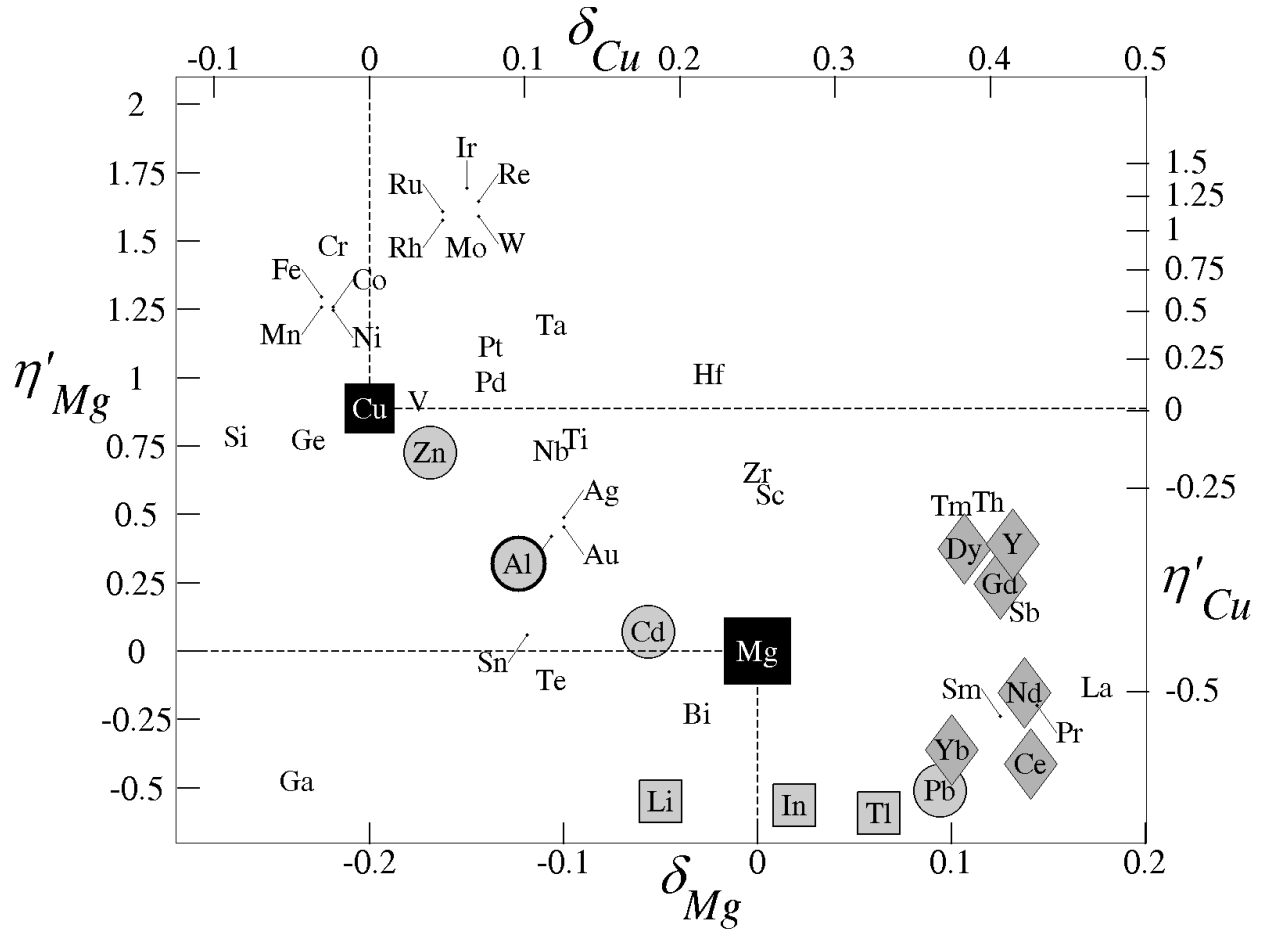 δCu
-0.1 0 0.1 0.2 0.3 0.4 0.5
2
Ir
1.75 Ru Re 1.5
1.25
1.5 Cr Rh Mo W 1
Fe Co 0.75
1.25 Mn Ni Ta 0.5
Pt
η′Mg 1 Pd Hf 0.25
Cu V 0
0.75 Si Ge Zn Nb Ti
Zr
Ag Sc -0.25
0.5 Tm Th
Al Au Dy Y
0.25 Gd η′Cu
Cd Sb
0 Sn Mg
Te Sm Nd La -0.5
-0.25 Bi Pr
Yb Ce
-0.5 Ga Li In Tl Pb
-0.2 -0.1 0 0.1 0.2
δMg